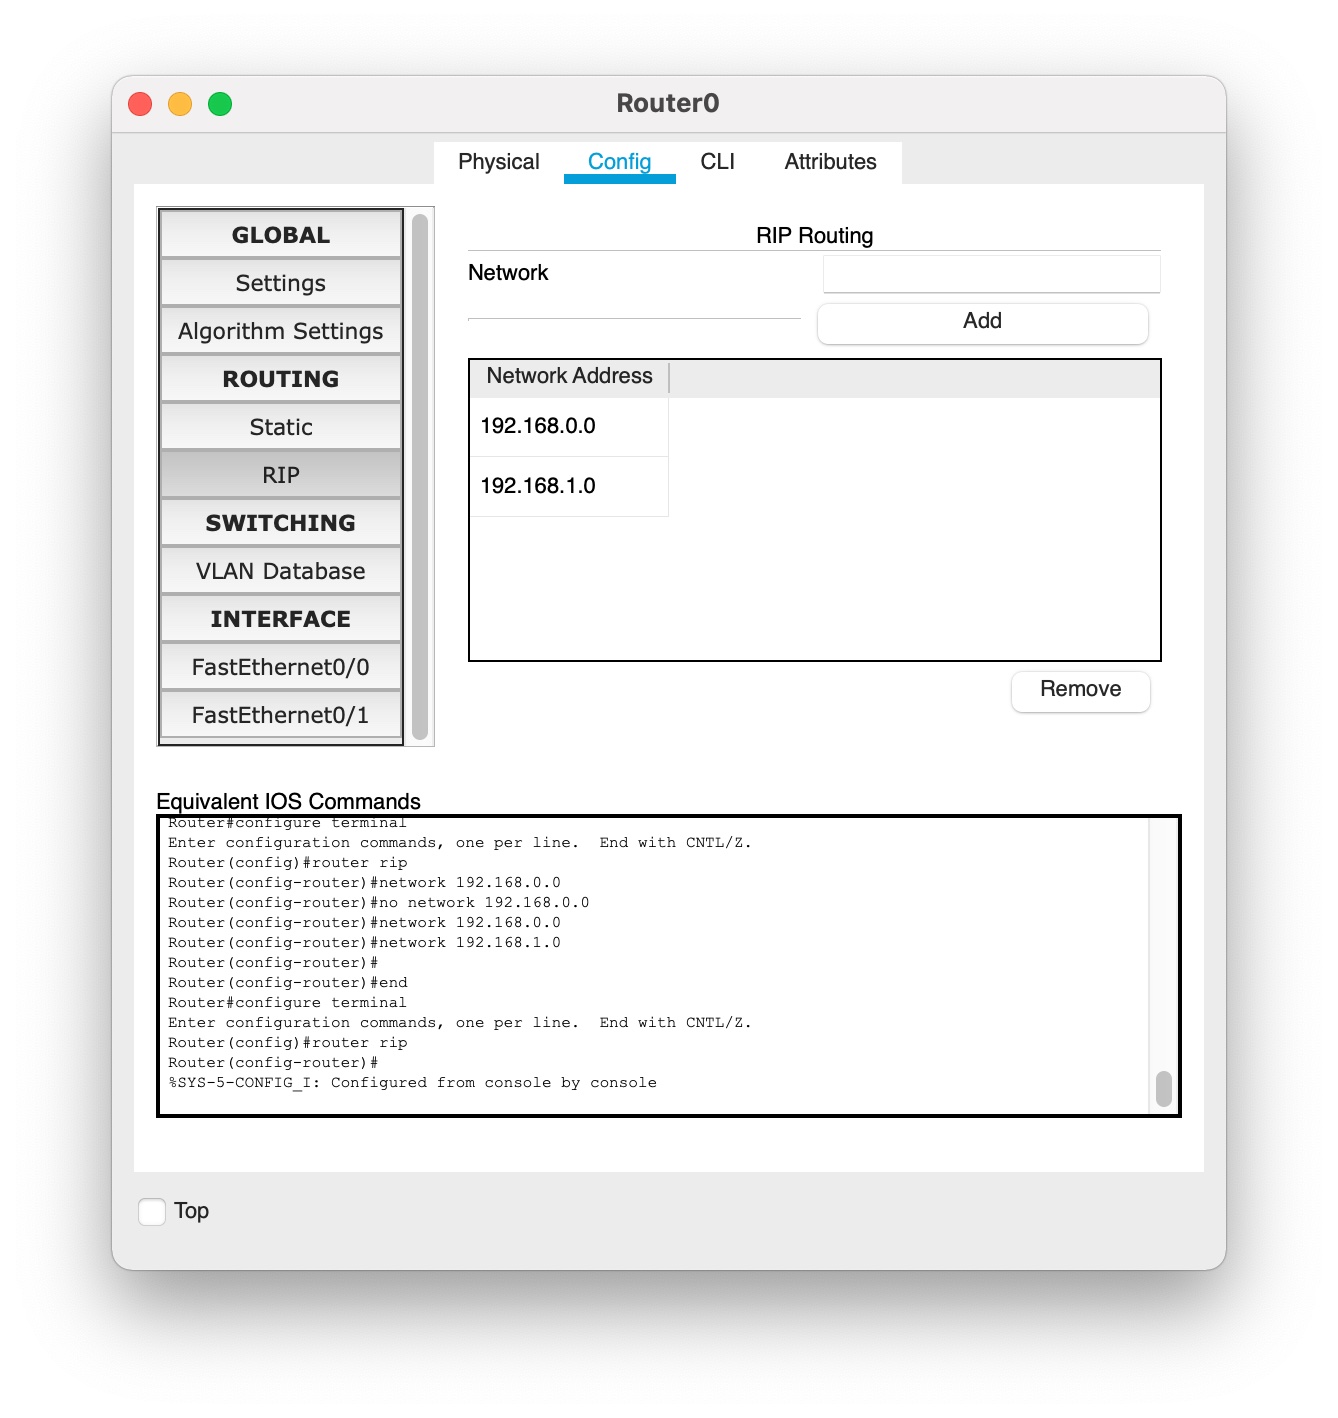 Router0
Physical Config CLI Attributes
GLOBAL
Settings
Algorithm Settings
ROUTING
Static
RIP
SWITCHING
VLAN Database
INTERFACE
FastEthernet0/0
FastEthernet0/1
RIP Routing
Network
Add
Network Address
192.168.0.0
192.168.1.0
Remove
Equivalent IOS Commands
Router#configure terminal
Enter configuration commands, one per line.  End with CNTL/Z.
Router(config)#router rip
Router(config-router)#network 192.168.0.0
Router(config-router)#no network 192.168.0.0
Router(config-router)#network 192.168.0.0
Router(config-router)#network 192.168.1.0
Router(config-router)#
Router(config-router)#end
Router#configure terminal
Enter configuration commands, one per line.  End with CNTL/Z.
Router(config)#router rip
Router(config-router)#
%SYS-5-CONFIG_I: Configured from console by console
Top